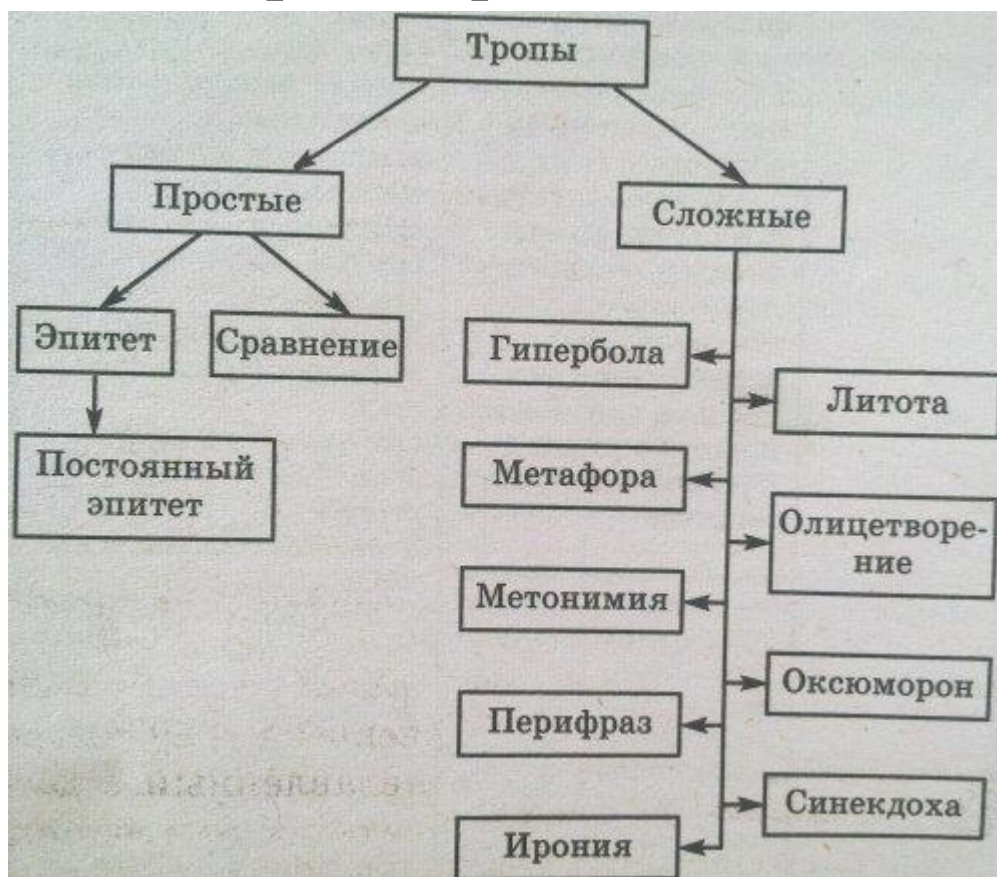 Тропы
Простые
Сложные
Эпитет
Сравнение
Постоянный
эпитет
Гипербола
Литота
Метафора
Олицетворе-
ние
Метонимия
Оксюморон
Перифраз
Синекдоха
Ирония